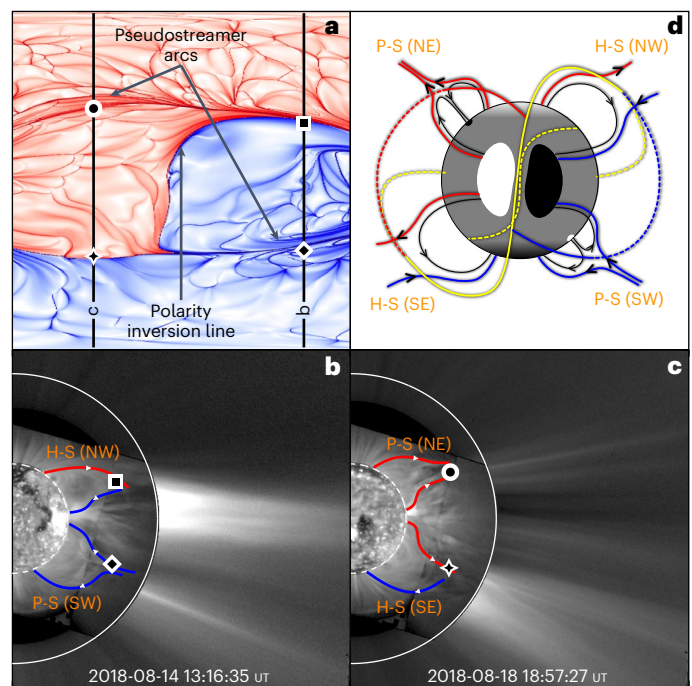 a
Pseudostreamer
arcs
Polarity
inversion line
c
b
d
P-S (NE)
H-S (NW)
H-S (SE)
P-S (SW)
b
H-S (NW)
P-S (SW)
2018-08-14 13:16:35 UT
c
P-S (NE)
H-S (SE)
2018-08-18 18:57:27 UT